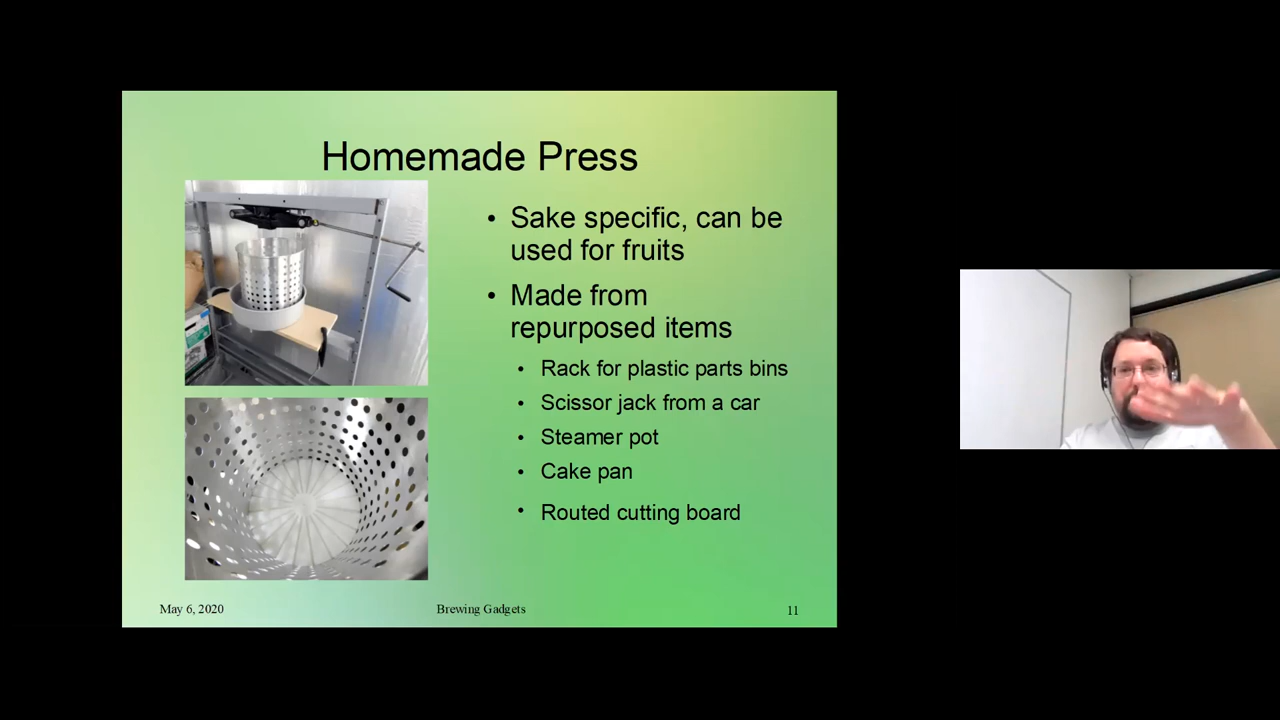 Homemade Press
• Sake specific, can be
used for fruits
• Made from
repurposed items
• Rack for plastic parts bins
• Scissor jack from a car
• Steamer pot
• Cake pan
• Routed cutting board
May 6, 2020
Brewing Gadgets
11